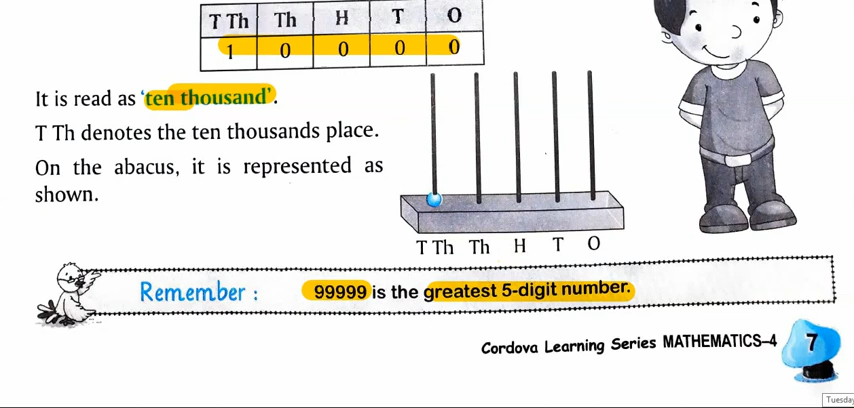 T Th Th H T O
1 0 0 0 0
It is read as ‘ten thousand’.
T Th denotes the ten thousands place.
On the abacus, it is represented as
shown.
T Th Th H T O
Remember : 99999 is the greatest 5-digit number.
Cordova Learning Series MATHEMATICS–4 7
Tuesday